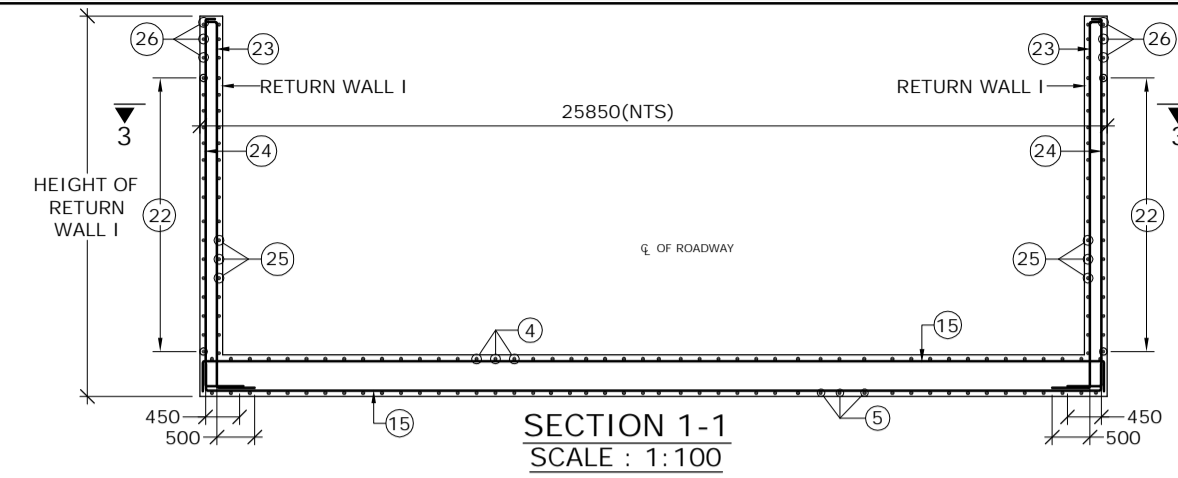 26
23
23
26
RETURN WALL I
RETURN WALL I
25850(NTS)
3
24
24
HEIGHT OF
RETURN
WALL I
22
22
℄ OF ROADWAY
25
25
4
15
450
500
15
5
450
500
SECTION 1-1
SCALE : 1:100